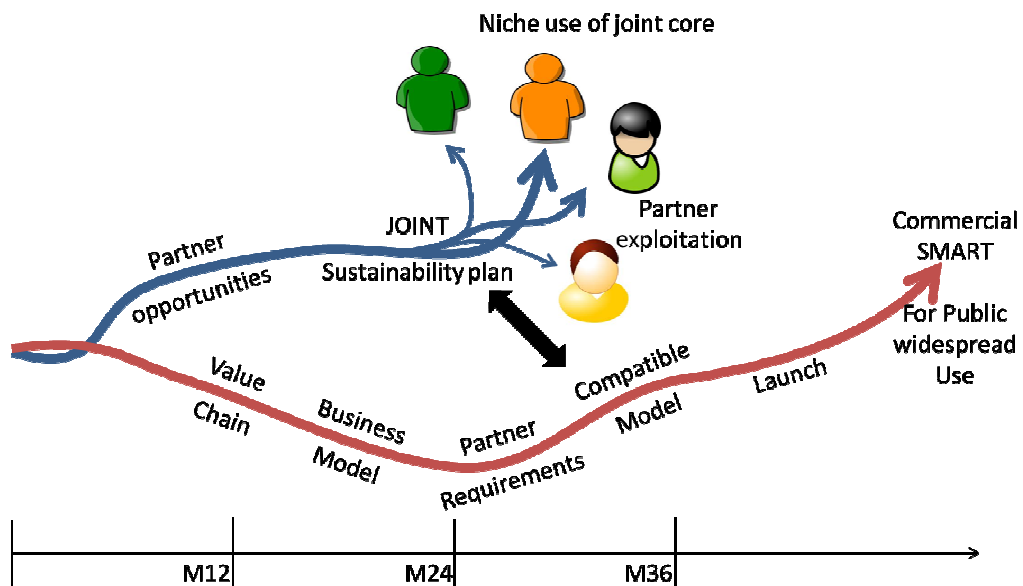 Niche use of joint core
JOINT
Partner
opportunities
Sustainability plan
Partner
exploitation
Commercial
SMART
For Public
widespread
Use
Value
Chain
Business
Model
Partner
Requirements
Compatible
Model
Launch
M12
M24
M36